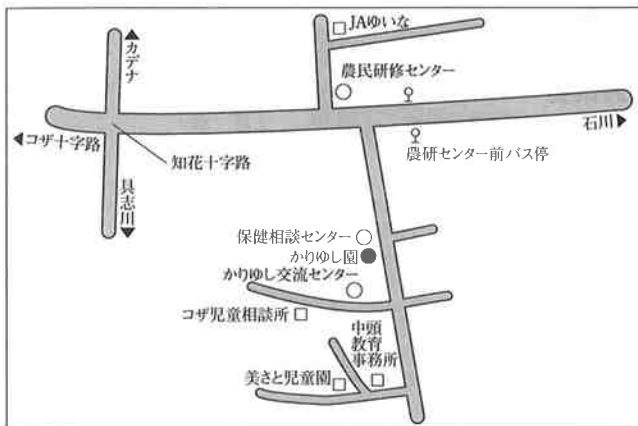 JAゆいな
▲カデナ
農民研修センター
石川▶
◀コザ十字路
知花十字路
農研センター前バス停
具志川▼
保健相談センター
かりゆし園
かりゆし交流センター
コザ児童相談所
中頭
教育
事務所
美さと児童園